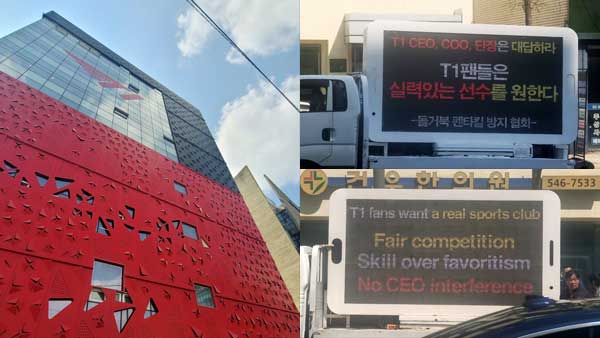 T1 CEO, COO, 단장은 대답하라
T1팬들은
실력있는 선수를 원한다
-돌거북 펜타킬 방지 협회-
546-7533
T1 fans want a real sports club
Fair competition
Skill over favoritism
No CEO interference